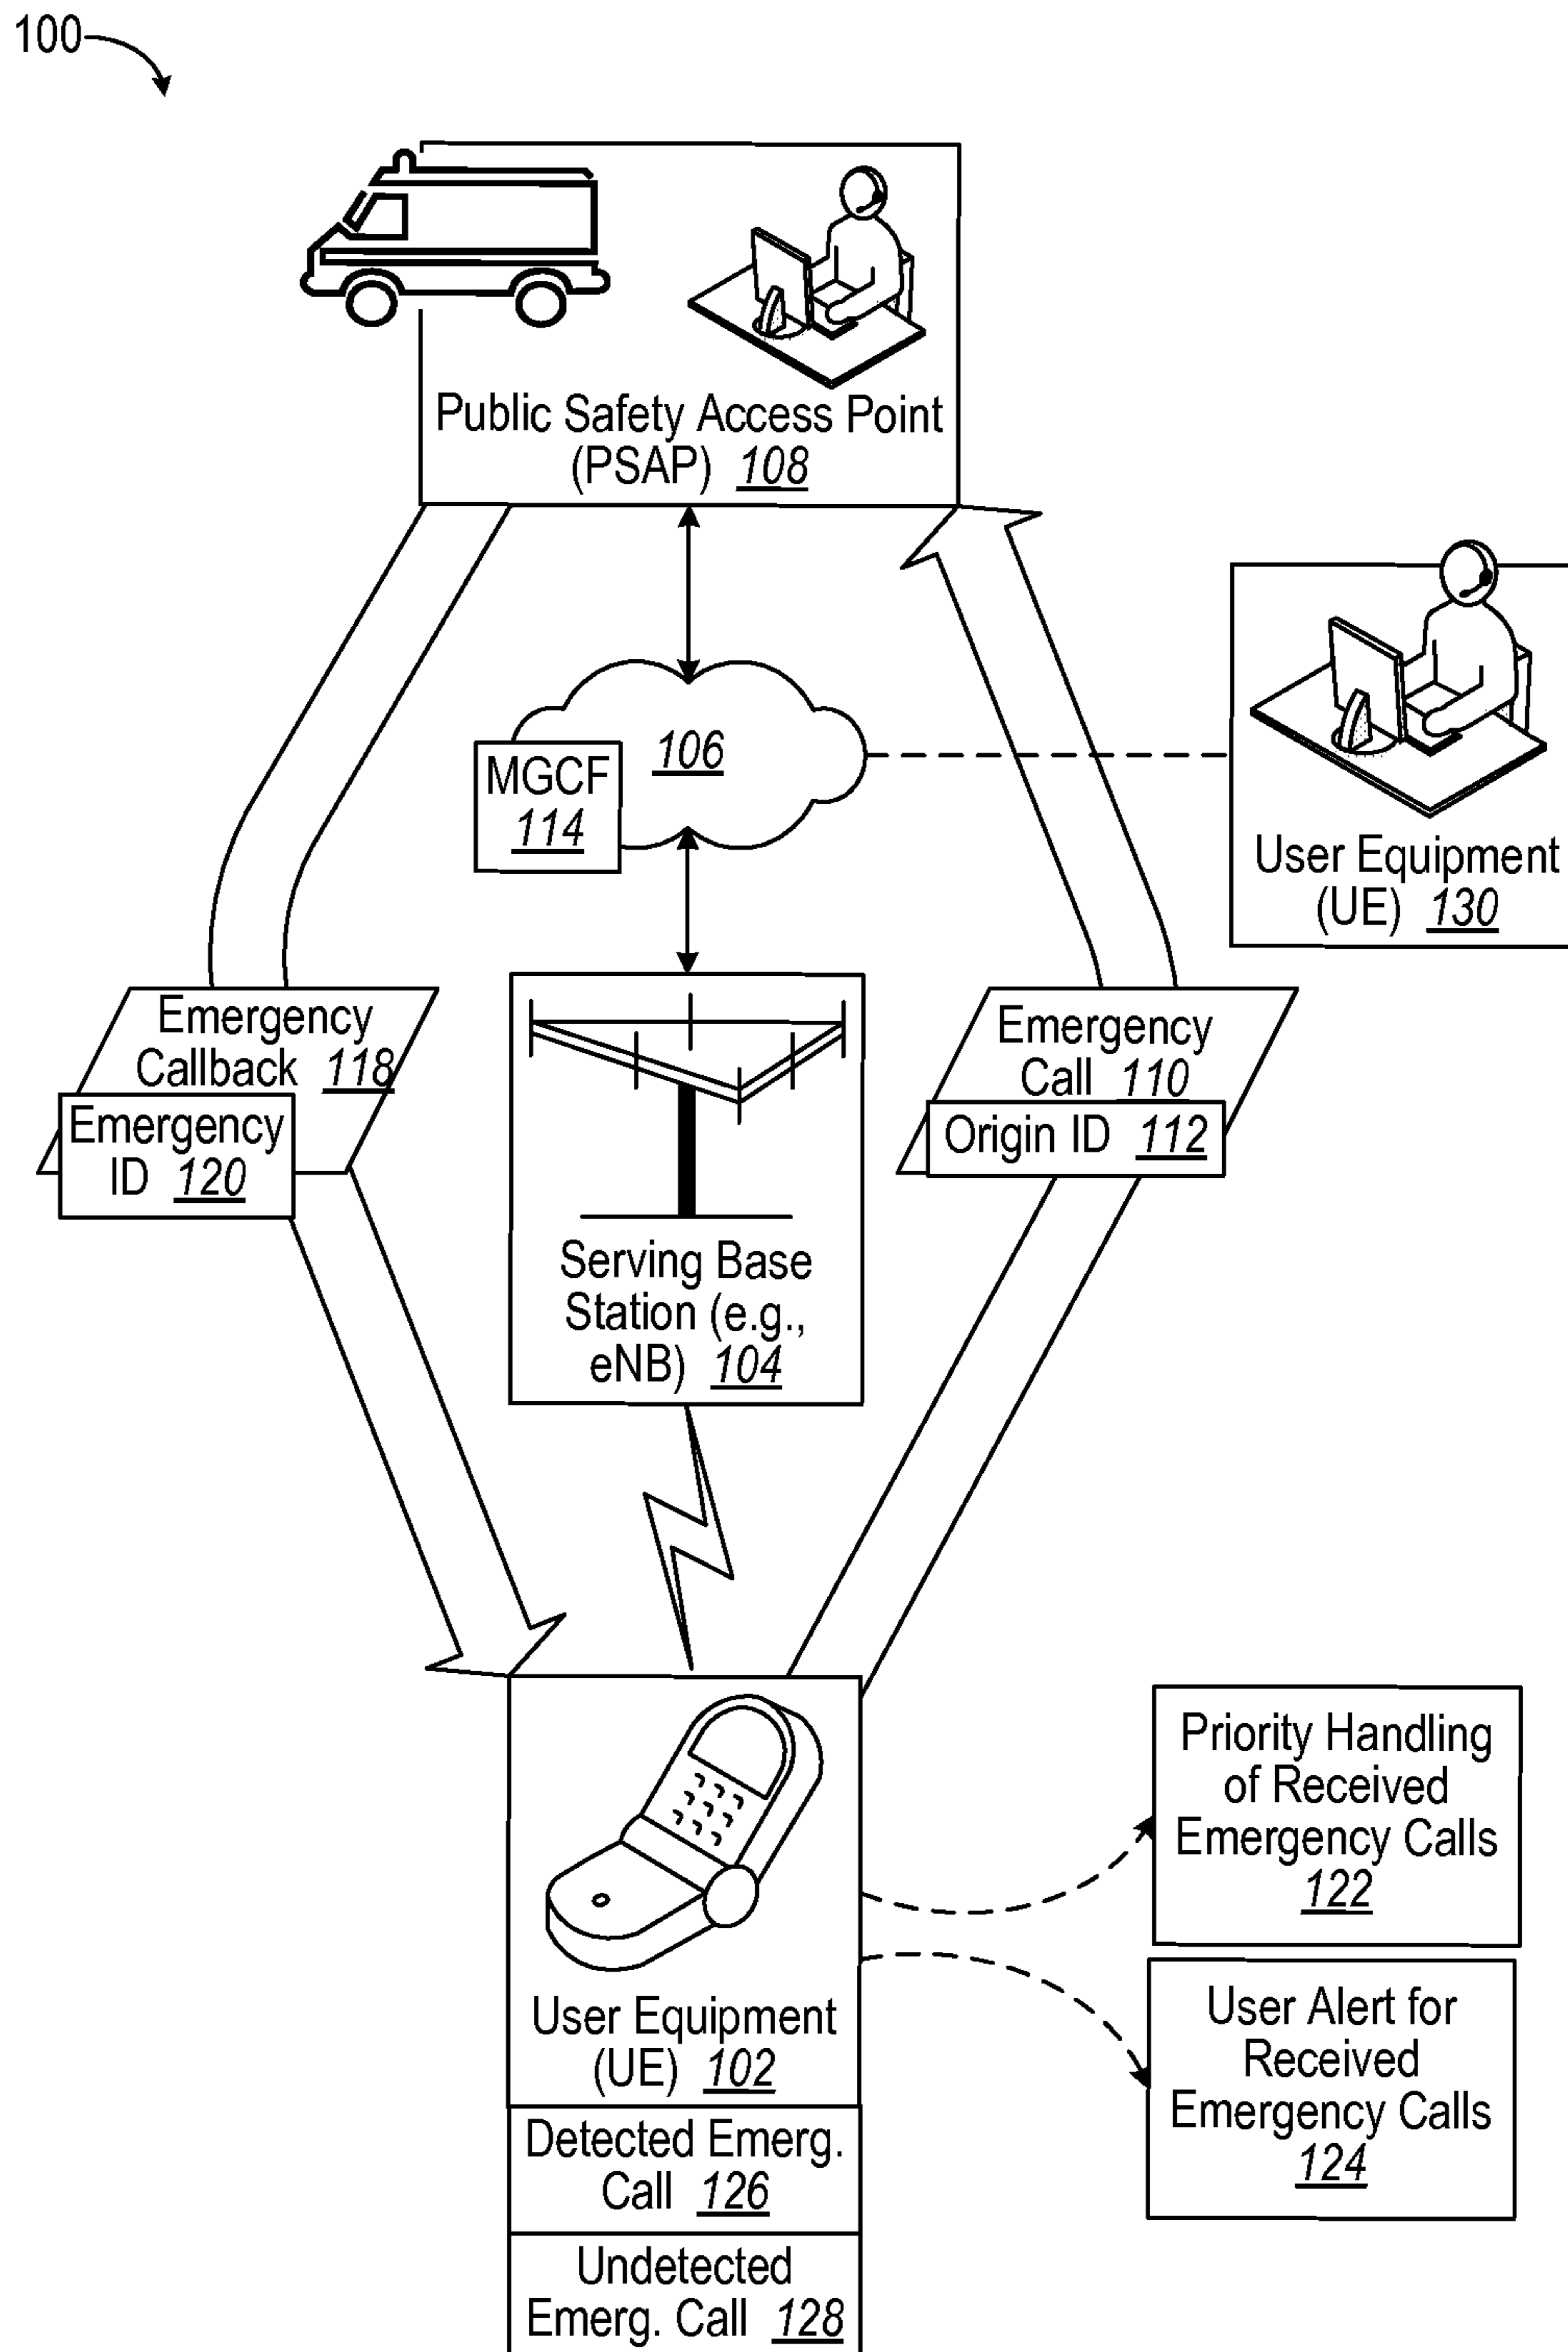 100
Public Safety Access Point
(PSAP) 108
106
MGCF
114
User Equipment
(UE) 130
Emergency
Callback 118
Emergency
ID 120
Emergency
Call 110
Origin ID 112
Serving Base
Station (e.g.,
eNB) 104
Priority Handling
of Received
Emergency Calls
122
User Equipment
(UE) 102
User Alert for
Received
Emergency Calls
124
Detected Emerg.
Call 126
Undetected
Emerg. Call 128